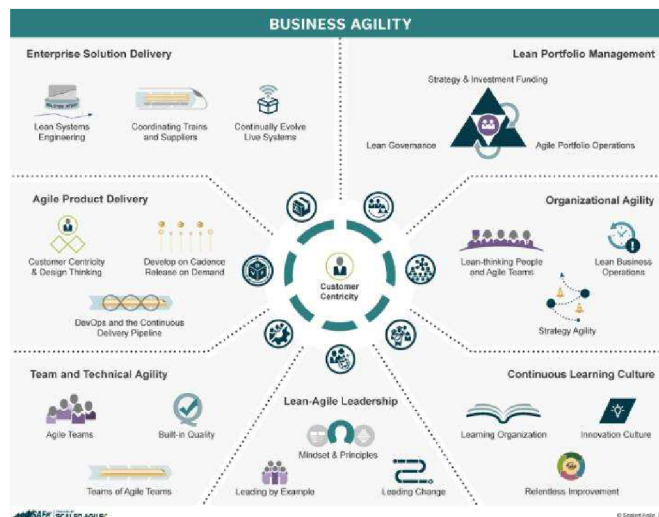 BUSINESS AGILITY
Enterprise Solution Delivery
Lean Systems
Engineering
Coordinating Trains
and Suppliers
Continually Evolve
Live Systems
Lean Portfolio Management
Strategy & Investment Funding
Lean Governance
Agile Portfolio Operations
Agile Product Delivery
Customer Centricity
& Design Thinking
Develop on Cadence
Release on Demand
DevOps and the Continuous
Delivery Pipeline
Customer
Centricity
Organizational Agility
Lean-thinking People
and Agile Teams
Lean Business
Operations
Strategy Agility
Team and Technical Agility
Agile Teams
Built-in Quality
Teams of Agile Teams
Lean-Agile Leadership
Mindset & Principles
Leading by Example
Leading Change
Continuous Learning Culture
Learning Organization
Innovation Culture
Relentless Improvement
SCALED AGILE